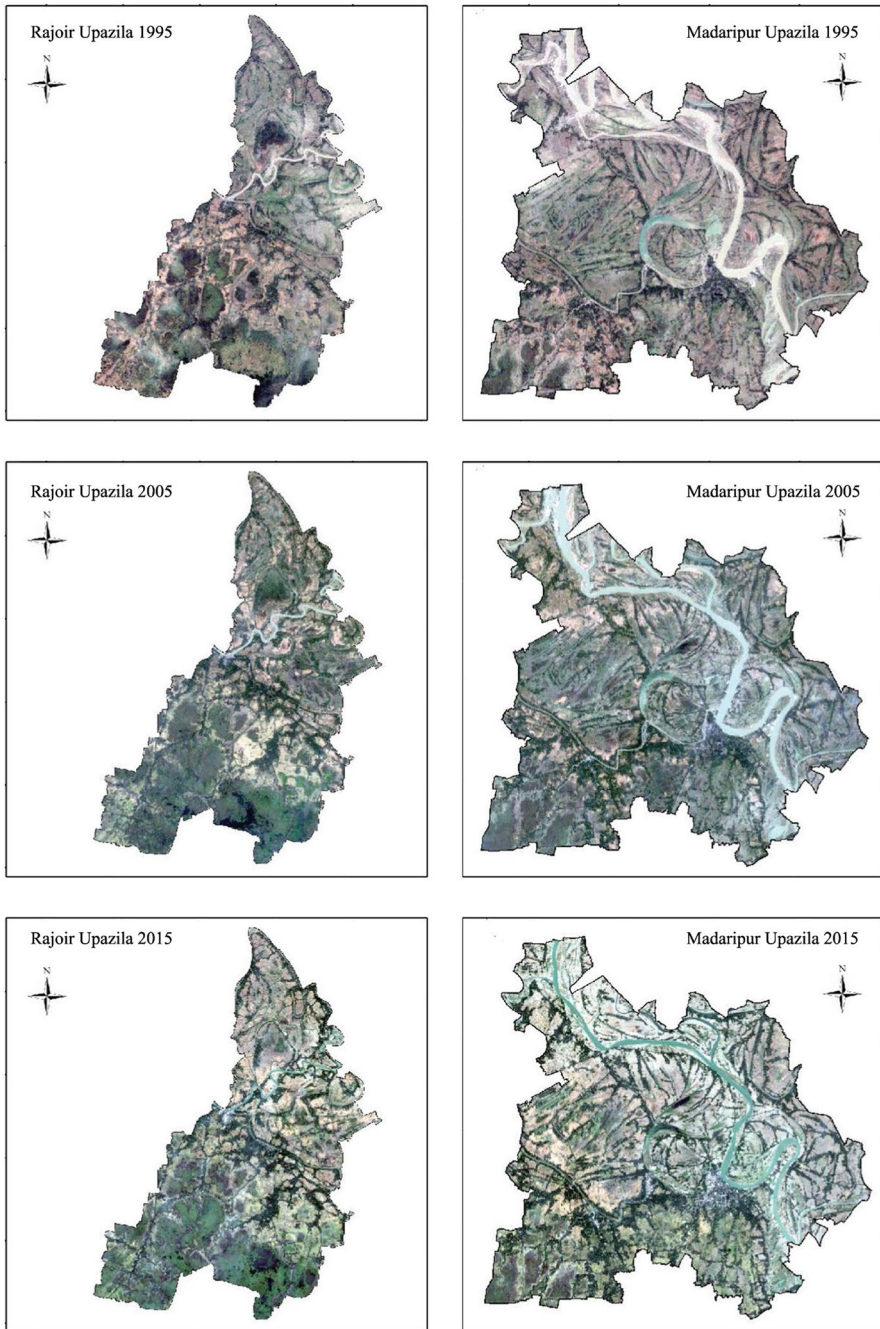 Rajoir Upazila 1995
N
Madaripur Upazila 1995
N
Rajoir Upazila 2005
N
Madaripur Upazila 2005
N
Rajoir Upazila 2015
N
Madaripur Upazila 2015
N